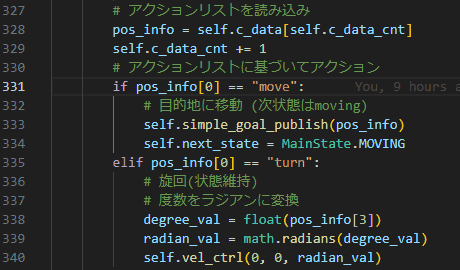 327 # アクションリストを読み込み
328 pos_info = self.c_data[self.c_data_cnt]
329 self.c_data_cnt += 1
330 # アクションリストに基づいてアクション
331 if pos_info[0] == "move": You, 9 hours a
332 # 目的地に移動 (次状態はmoving)
333 self.simple_goal_publish(pos_info)
334 self.next_state = MainState.MOVING
335 elif pos_info[0] == "turn":
336 # 旋回(状態維持)
337 # 度数をラジアンに変換
338 degree_val = float(pos_info[3])
339 radian_val = math.radians(degree_val)
340 self.vel_ctrl(0, 0, radian_val)